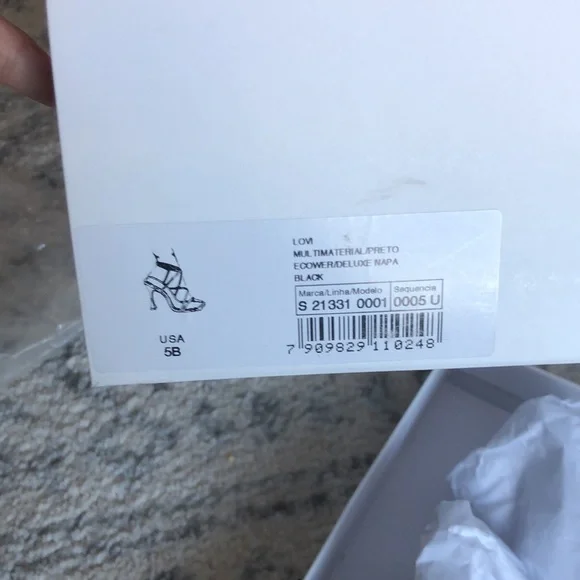 LOVI
MULTIMATERIAL/PRETO
ECOWER/DELUXE NAPA
BLACK
Marca/Linha/Modelo Sequencia
S 21331 0001 0005 U
USA
5B
7 909829 110248